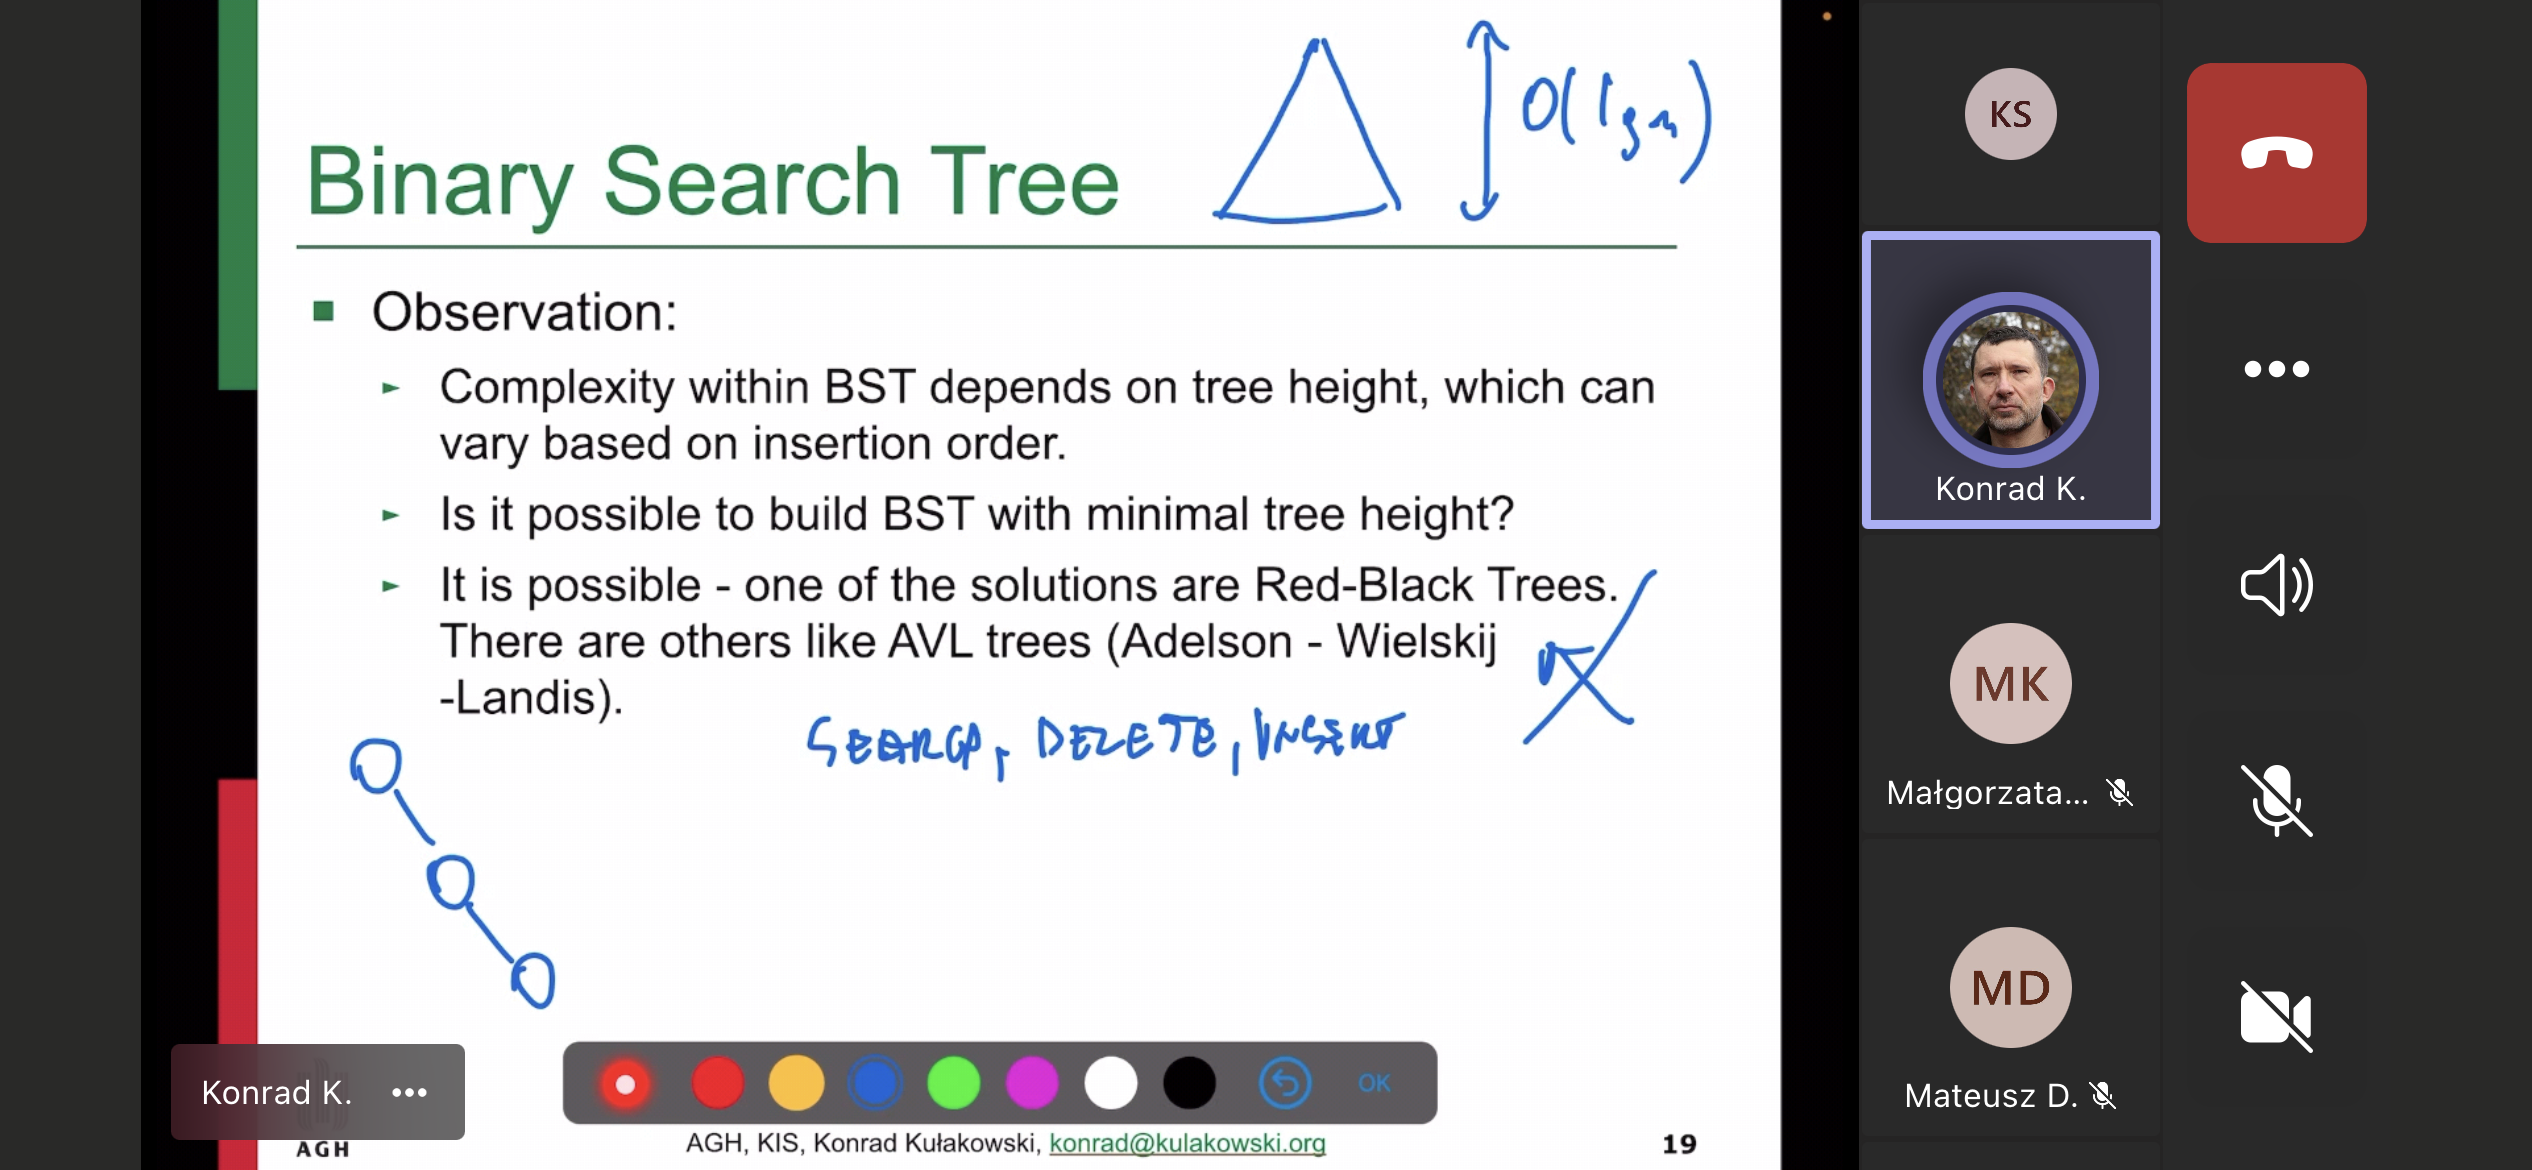 O(lgn)
Binary Search Tree
Observation:
Complexity within BST depends on tree height, which can
vary based on insertion order.
Is it possible to build BST with minimal tree height?
It is possible - one of the solutions are Red-Black Trees.
There are others like AVL trees (Adelson - Wielskij
-Landis).
SEARCH, DELETE, INSERT
Konrad K.
OK
AGH
AGH, KIS, Konrad Kułakowski, konrad@kulakowski.org
19
KS
Konrad K.
MK
Małgorzata...
MD
Mateusz D.